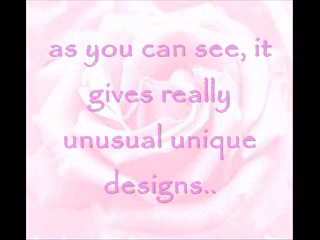 as you can see, it
gives really
unusual unique
designs..